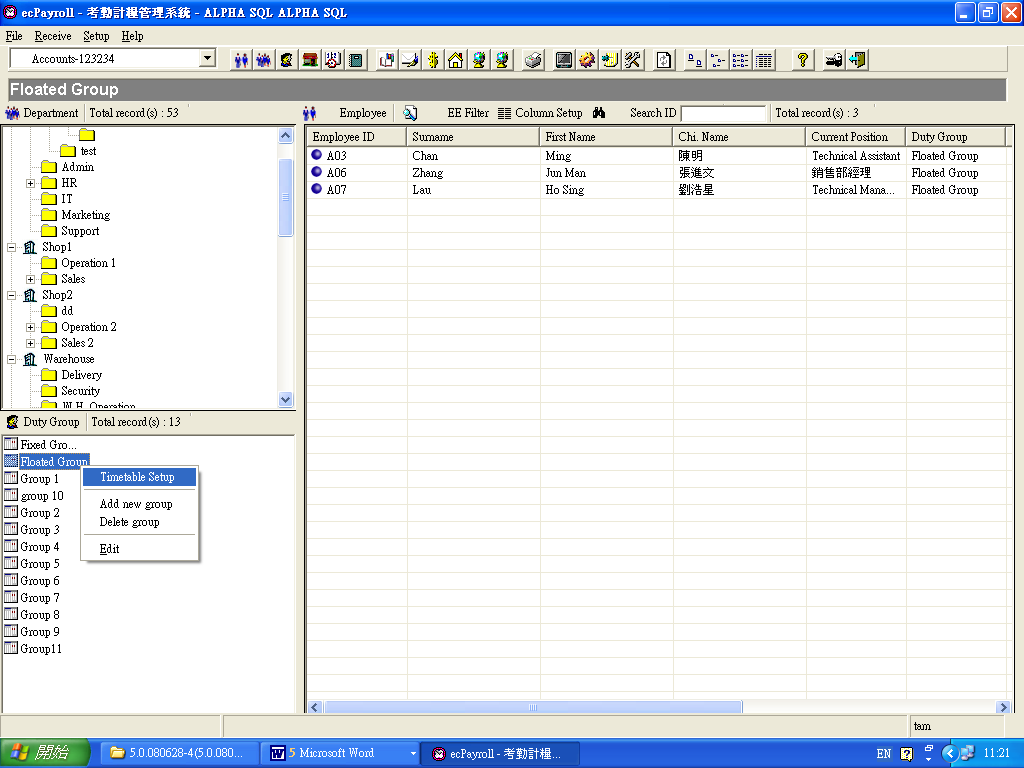 ecPayroll - 考勤計糧管理系統 - ALPHA SQL ALPHA SQL
File Receive Setup Help
Accounts-123234
Floated Group
Department Total record(s) : 53
Employee EE Filter Column Setup Search ID Total record(s) : 3
test
Admin
HR
IT
Marketing
Support
Shop1
Operation 1
Sales
Shop2
dd
Operation 2
Sales 2
Warehouse
Delivery
Security
W.H. Operation
Employee ID Surname First Name Chi. Name Current Position Duty Group
A03 Chan Ming 陳明 Technical Assistant Floated Group
A06 Zhang Jun Man 張進文 銷售部經理 Floated Group
A07 Lau Ho Sing 劉浩星 Technical Mana... Floated Group
Duty Group Total record(s) : 13
Fixed Gro...
Floated Group
Group 1
group 10
Group 2
Group 3
Group 4
Group 5
Group 6
Group 7
Group 8
Group 9
Group11
Timetable Setup
Add new group
Delete group
Edit
tam
開始 5.0.080628-4(5.0.080... 5 Microsoft Word ecPayroll - 考勤計糧... EN 11:21